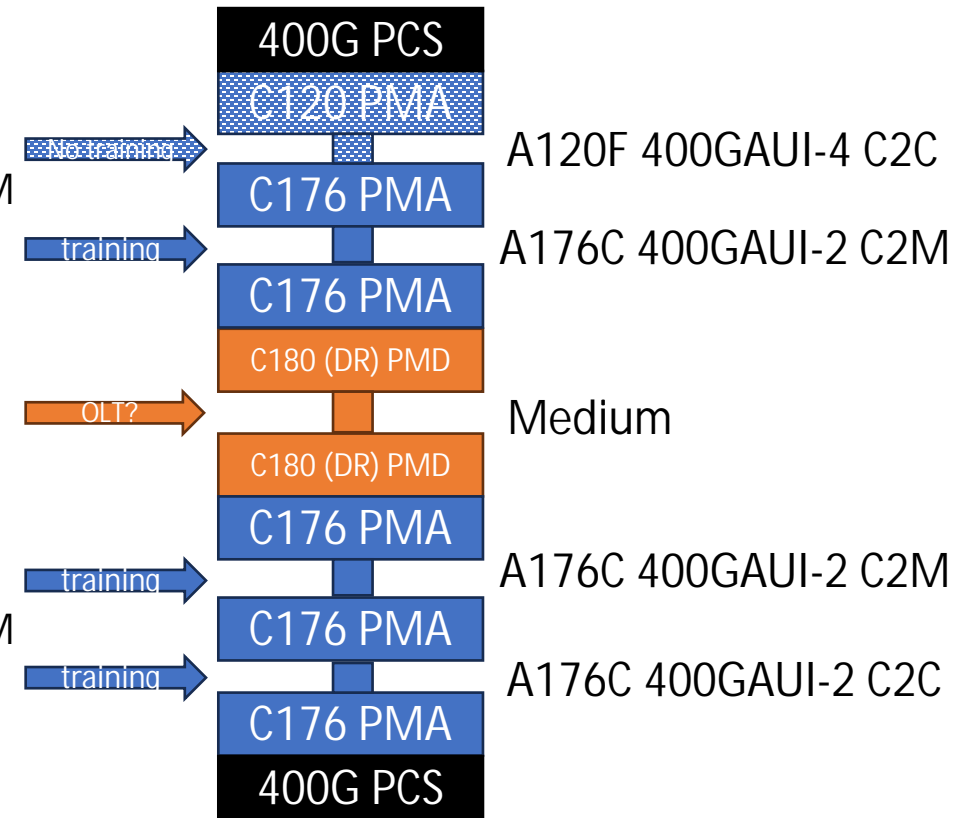 400G PCS
C120 PMA
No training
A120F 400GAUI-4 C2C
M
C176 PMA
training
A176C 400GAUI-2 C2M
C176 PMA
C180 (DR) PMD
OLT?
Medium
C180 (DR) PMD
C176 PMA
training
A176C 400GAUI-2 C2M
M
C176 PMA
training
A176C 400GAUI-2 C2C
C176 PMA
400G PCS